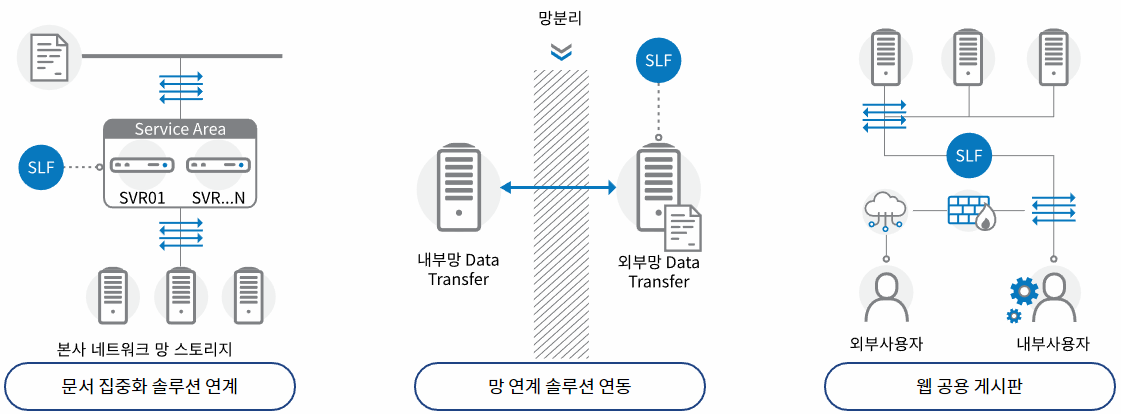 Service Area
SLF
SVR01
SVR...N
본사 네트워크 망 스토리지
문서 집중화 솔루션 연계
망분리
SLF
내부망 Data
Transfer
외부망 Data
Transfer
망 연계 솔루션 연동
SLF
외부사용자
내부사용자
웹 공용 게시판